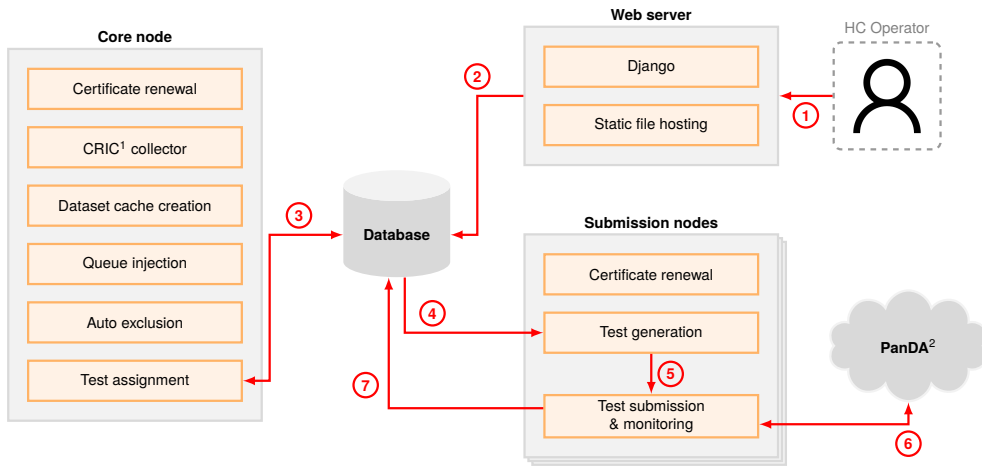 Core node
Certificate renewal
CRIC¹ collector
Dataset cache creation
Queue injection
Auto exclusion
Test assignment
3
Database
2
4
7
Web server
Django
Static file hosting
1
HC Operator
Submission nodes
Certificate renewal
Test generation
5
Test submission
& monitoring
6
PanDA²